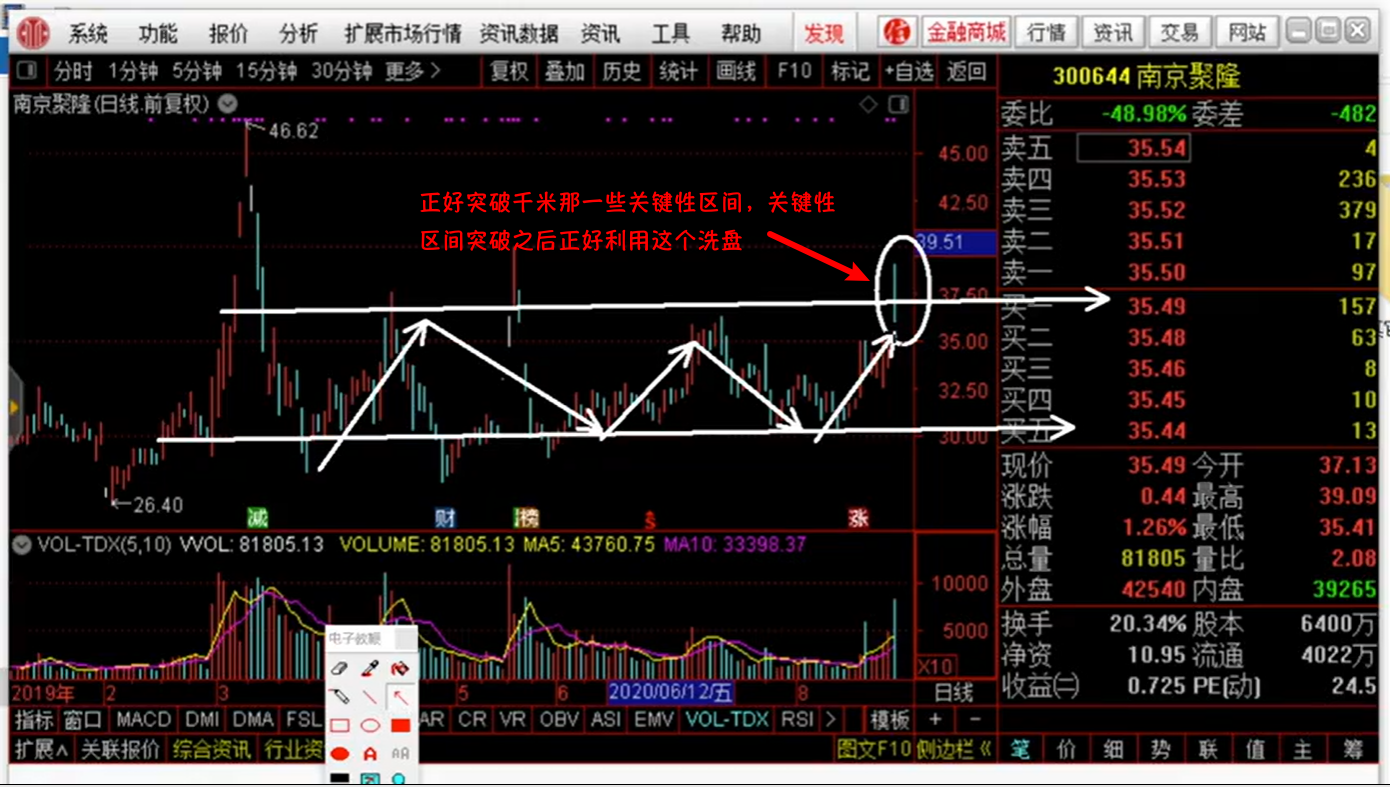 系统 功能 报价 分析 扩展市场行情 资讯数据 资讯 工具 帮助 发现 信 金融商城 行情 资讯 交易 网站
分时 1分钟 5分钟 15分钟 30分钟 更多 > 复权 叠加 历史 统计 画线 F10 标记 +自选 返回
300644 南京聚隆
南京聚隆(日线.前复权)
46.62
正好突破千米那一些关键性区间，关键性
区间突破之后正好利用这个洗盘
26.40
减 财 榜 $ 涨
45.00
42.50
39.51
37.50
35.00
32.50
30.00
委比 -48.98% 委差 -482
卖五 35.54 4
卖四 35.53 236
卖三 35.52 379
卖二 35.51 17
卖一 35.50 97
买一 35.49 157
买二 35.48 63
买三 35.46 8
买四 35.45 10
买五 35.44 13
现价 35.49 今开 37.13
涨跌 0.44 最高 39.09
涨幅 1.26% 最低 35.41
总量 81805 量比 2.08
外盘 42540 内盘 39265
换手 20.34% 股本 6400万
净资 10.95 流通 4022万
收益㈡ 0.725 PE(动) 24.5
VOL-TDX(5,10) VVOL: 81805.13 VOLUME: 81805.13 MA5: 43760.75 MA10: 33398.37
10000
5000
X10
电子教鞭
A AA
2019年 2 3 5 6 2020/06/12/五 8 日线
指标 窗口 MACD DMI DMA FSL AR CR VR OBV ASI EMV VOL-TDX RSI > 模板 + −
扩展∧ 关联报价 综合资讯 行业资 图文F10 侧边栏《 笔 价 细 势 联 值 主 筹